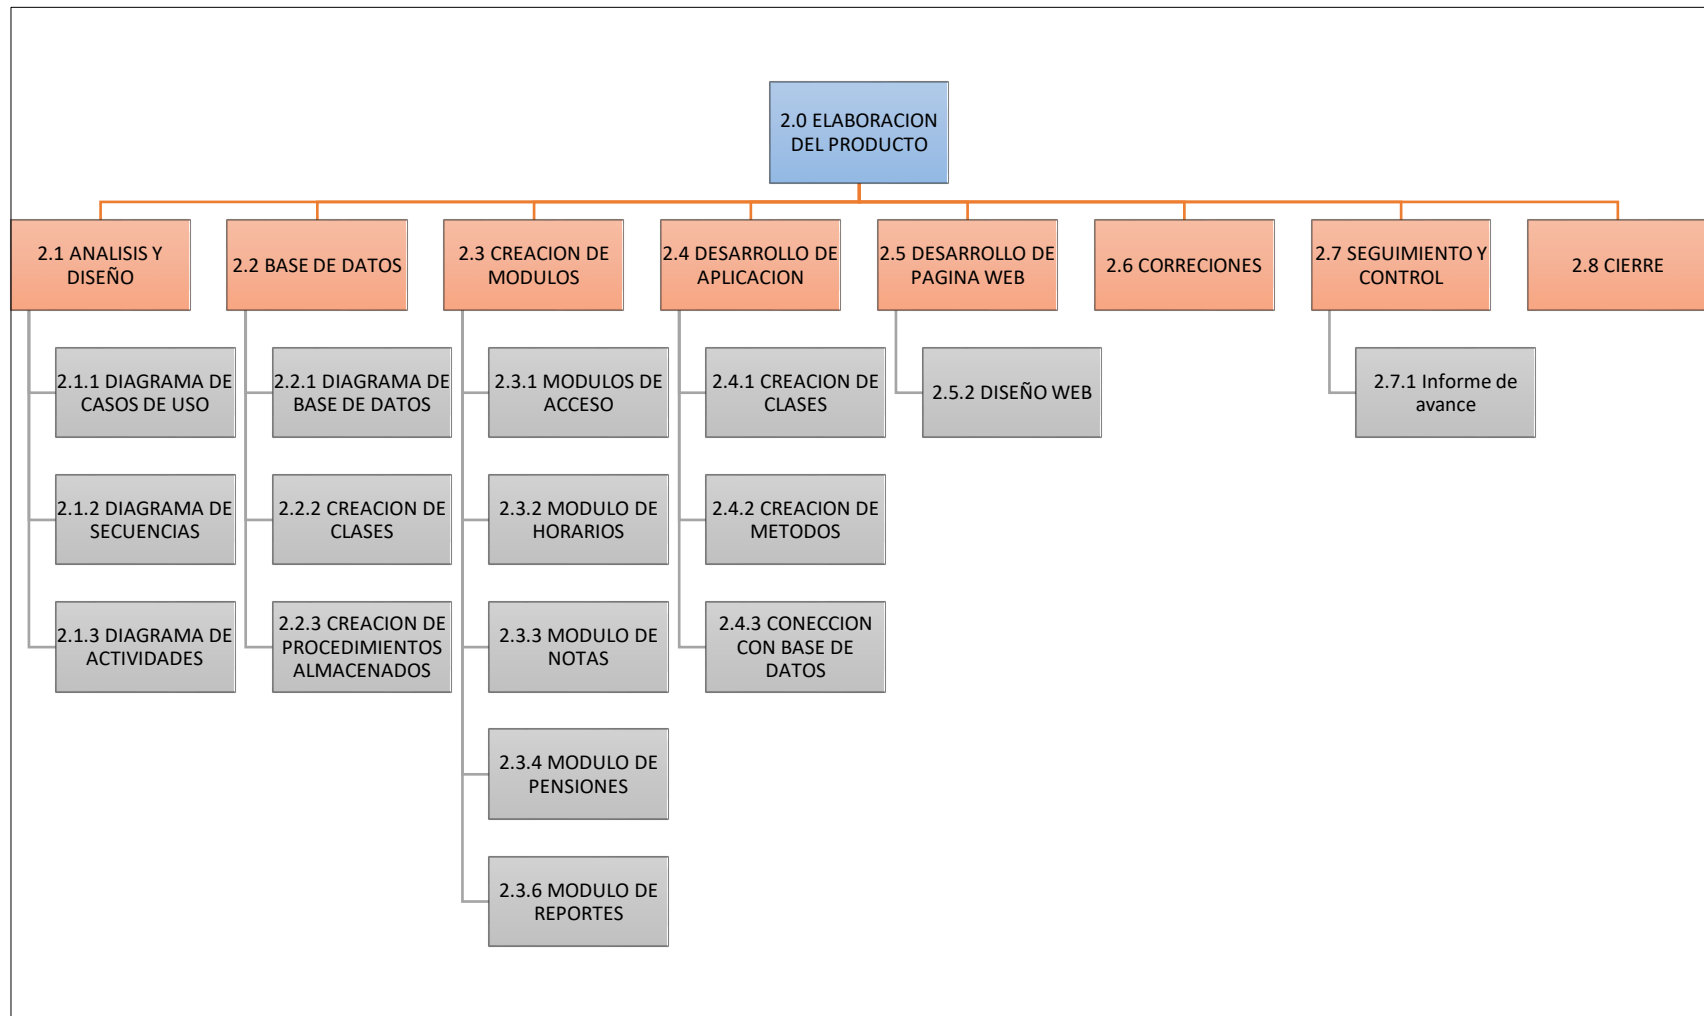 2.0 ELABORACION
DEL PRODUCTO
2.1 ANALISIS Y
DISEÑO
2.2 BASE DE DATOS
2.3 CREACION DE
MODULOS
2.4 DESARROLLO DE
APLICACION
2.5 DESARROLLO DE
PAGINA WEB
2.6 CORRECIONES
2.7 SEGUIMIENTO Y
CONTROL
2.8 CIERRE
2.1.1 DIAGRAMA DE
CASOS DE USO
2.2.1 DIAGRAMA DE
BASE DE DATOS
2.3.1 MODULOS DE
ACCESO
2.4.1 CREACION DE
CLASES
2.5.2 DISEÑO WEB
2.7.1 Informe de
avance
2.1.2 DIAGRAMA DE
SECUENCIAS
2.2.2 CREACION DE
CLASES
2.3.2 MODULO DE
HORARIOS
2.4.2 CREACION DE
METODOS
2.1.3 DIAGRAMA DE
ACTIVIDADES
2.2.3 CREACION DE
PROCEDIMIENTOS
ALMACENADOS
2.3.3 MODULO DE
NOTAS
2.4.3 CONECCION
CON BASE DE
DATOS
2.3.4 MODULO DE
PENSIONES
2.3.6 MODULO DE
REPORTES